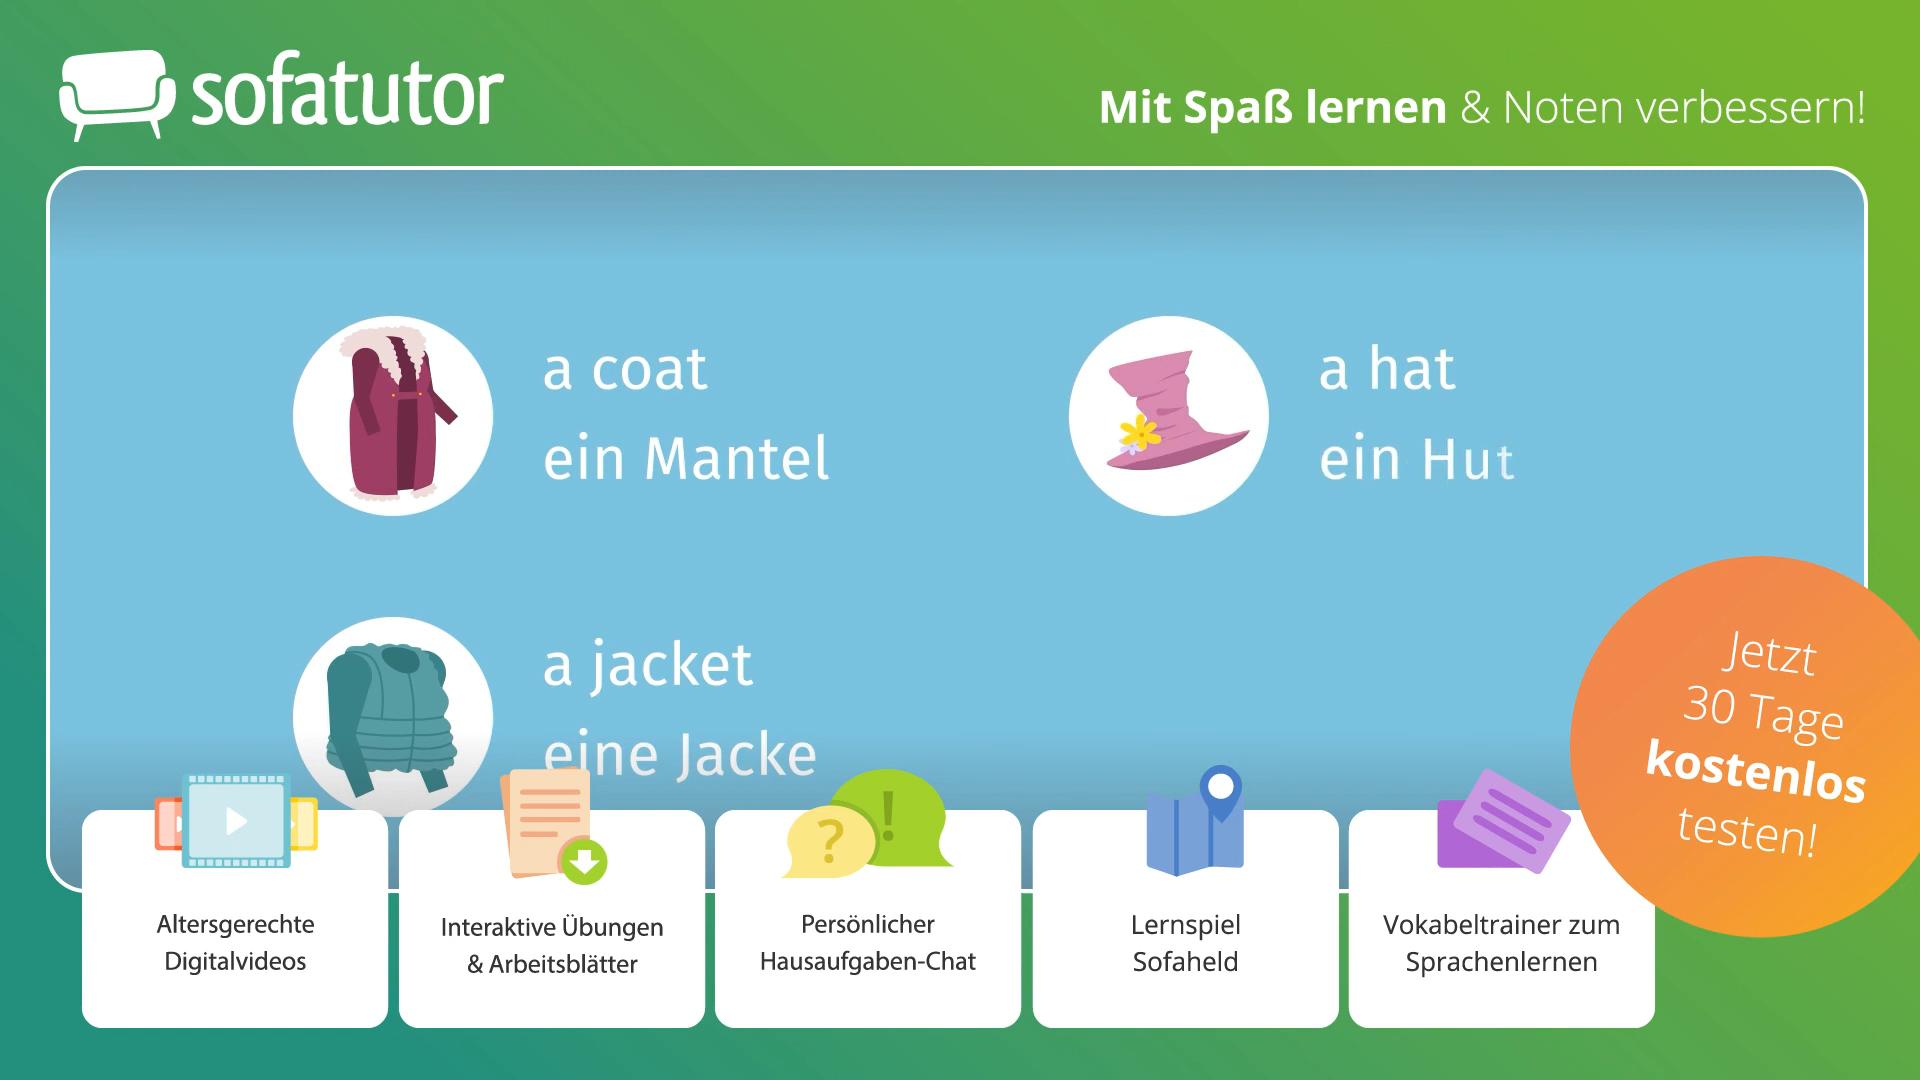 sofatutor
Mit Spaß lernen & Noten verbessern!
a coat
ein Mantel
a hat
ein Hut
a jacket
eine Jacke
Jetzt
30 Tage
kostenlos
testen!
? !
Altersgerechte
Digitalvideos
Interaktive Übungen
& Arbeitsblätter
Persönlicher
Hausaufgaben-Chat
Lernspiel
Sofaheld
Vokabeltrainer zum
Sprachenlernen